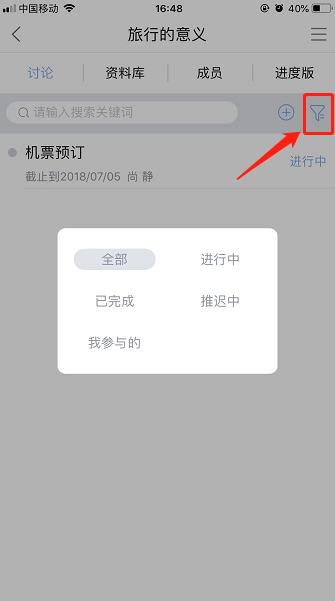 中国移动 16:48 40%
旅行的意义
讨论 资料库 成员 进度版
请输入搜索关键词
机票预订
截止到2018/07/05 尚 静
进行中
全部 进行中
已完成 推迟中
我参与的